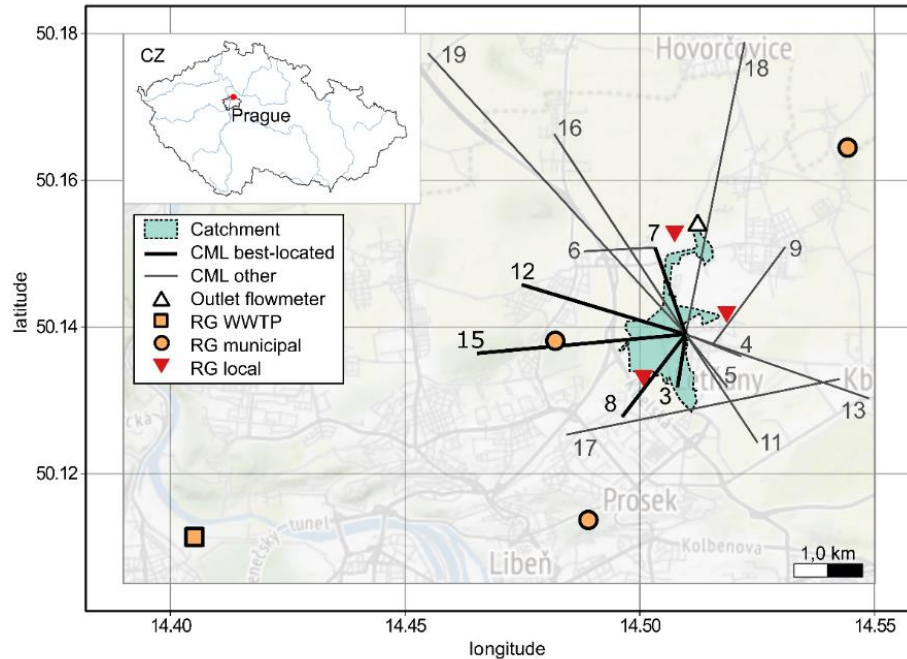 50.18
50.16
50.14
50.12
latitude
CZ
Prague
Catchment
CML best-located
CML other
Outlet flowmeter
RG WWTP
RG municipal
RG local
Hovorčovice
19
18
16
7
9
6
12
15
4
5
3
8
13
17
11
Kb
Prosek
Libeň
Kolbenova
tunel
1,0 km
14.40
14.45
14.50
14.55
longitude